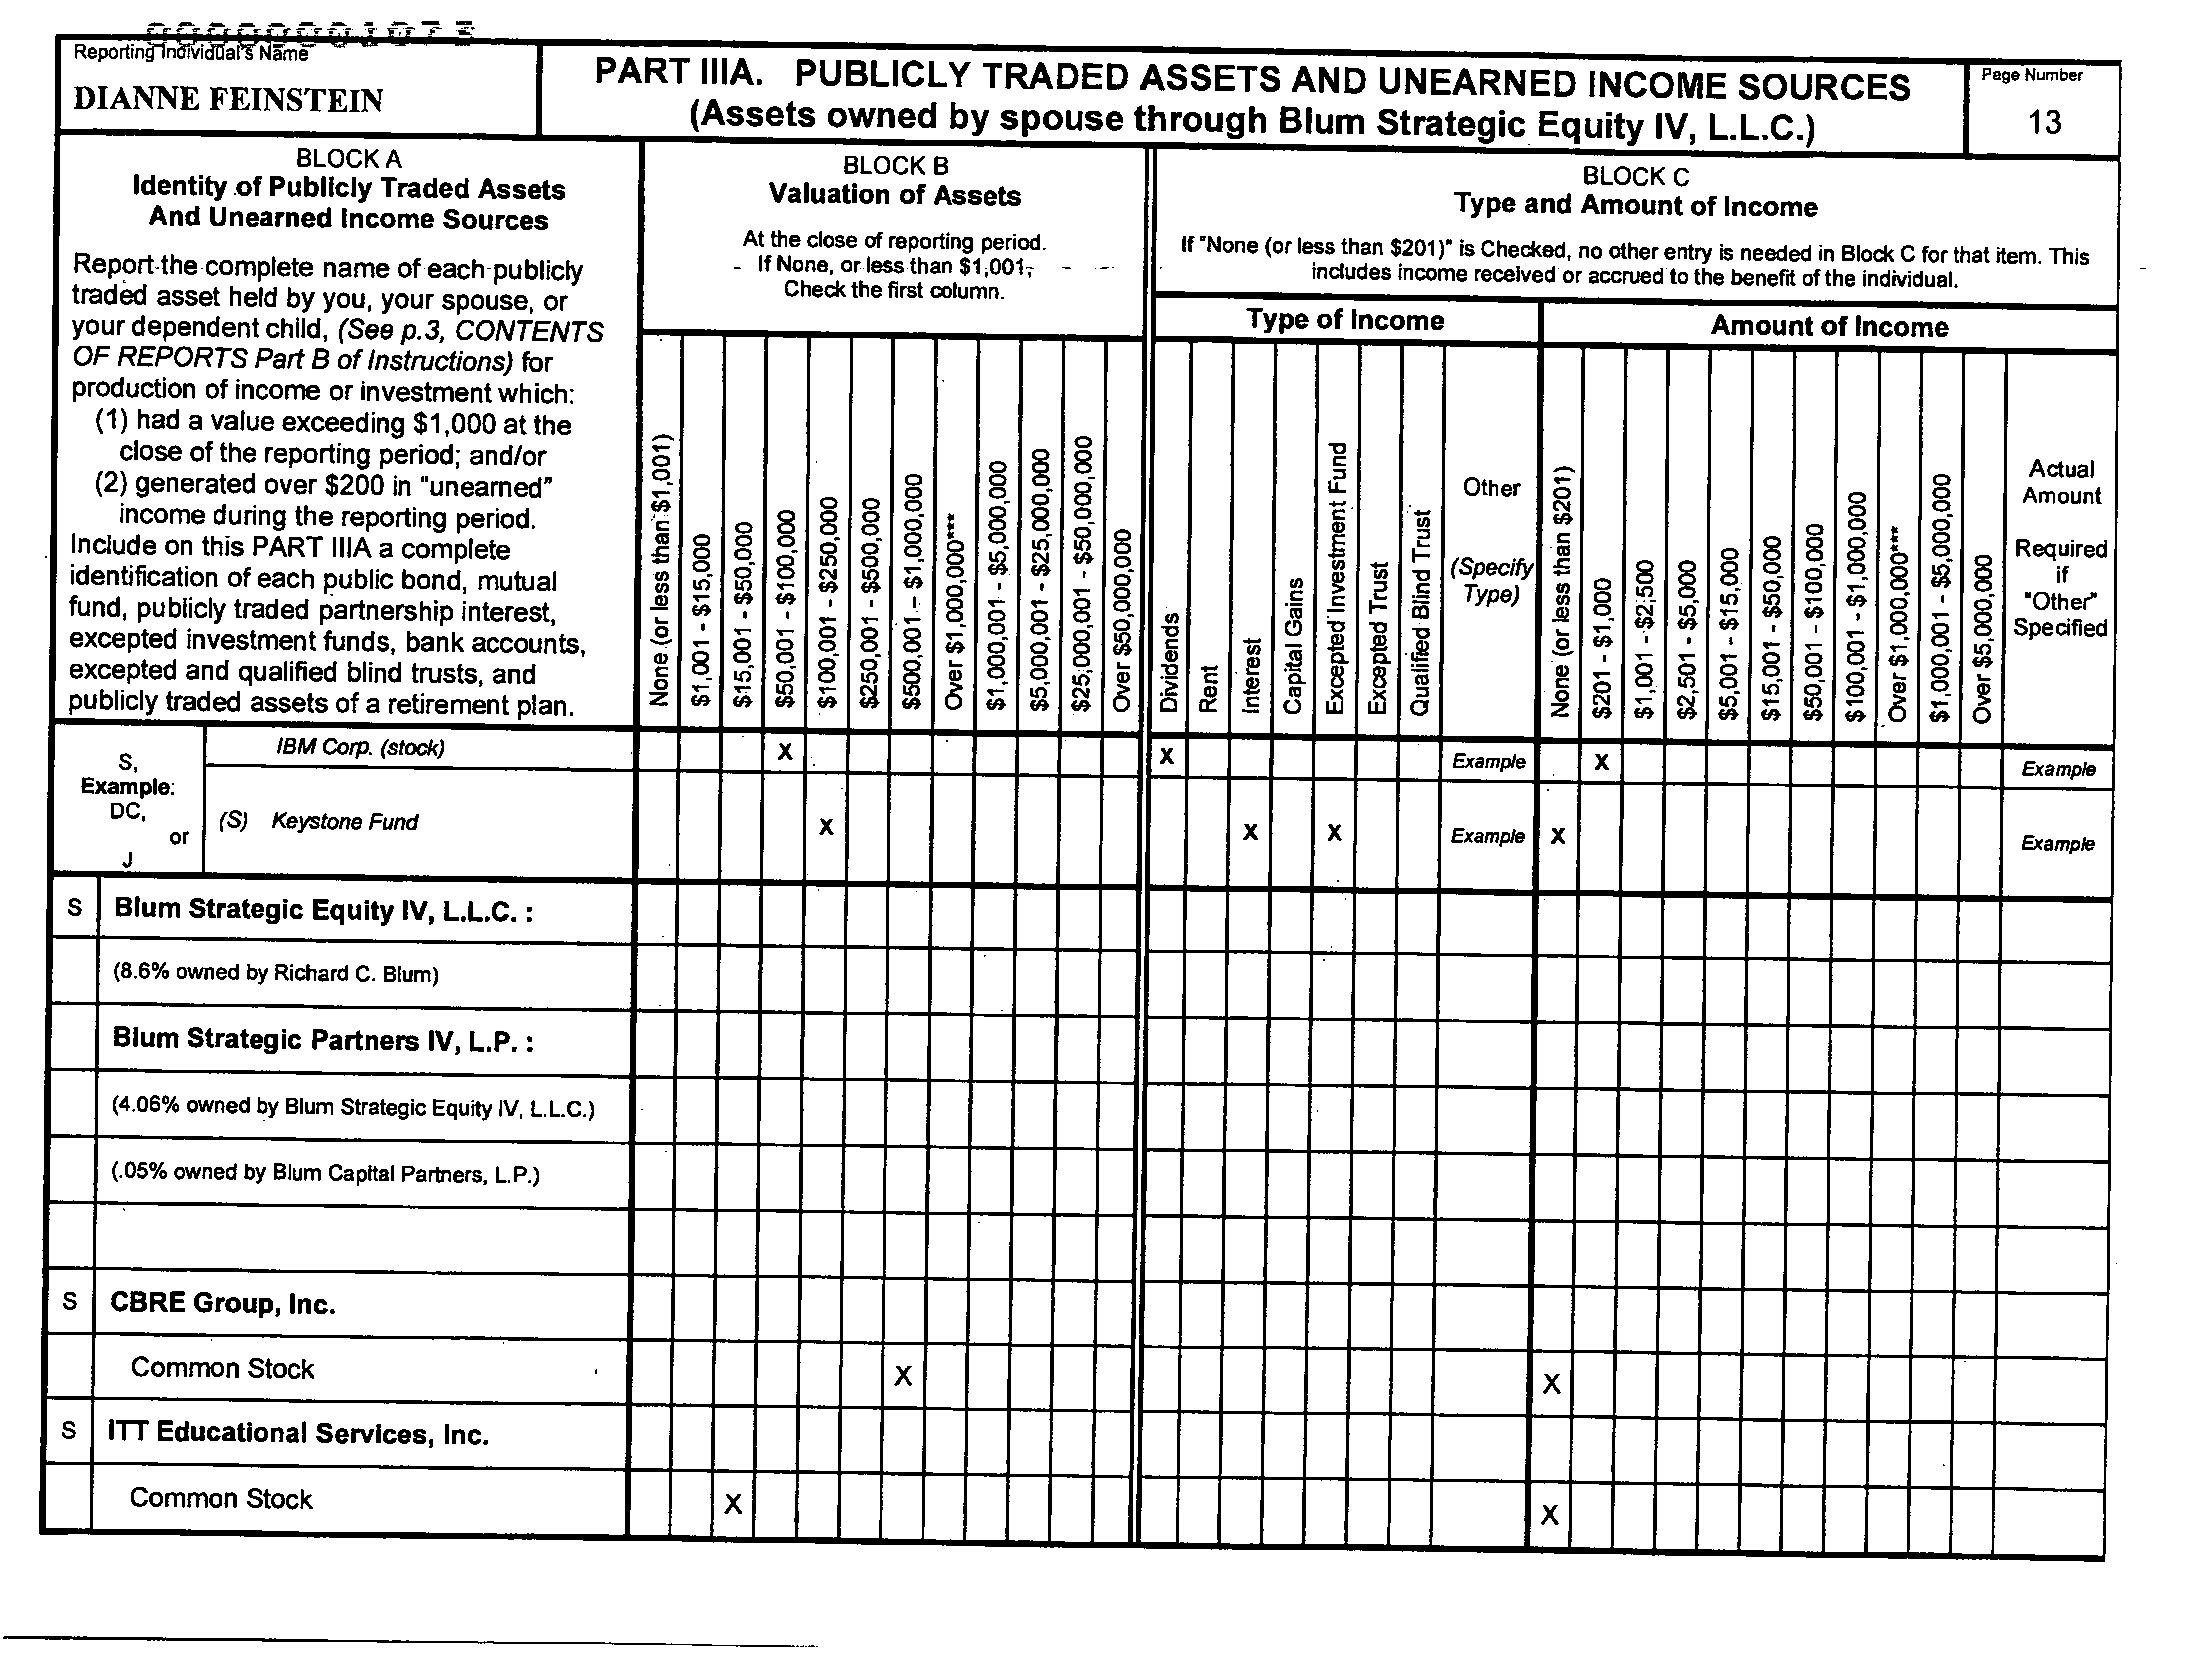 Reporting Individual's Name
DIANNE FEINSTEIN
PART IIIA. PUBLICLY TRADED ASSETS AND UNEARNED INCOME SOURCES
(Assets owned by spouse through Blum Strategic Equity IV, L.L.C.)
Page Number
13
BLOCK A
Identity of Publicly Traded Assets
And Unearned Income Sources
Report the complete name of each publicly
traded asset held by you, your spouse, or
your dependent child, (See p.3, CONTENTS
OF REPORTS Part B of Instructions) for
production of income or investment which:
(1) had a value exceeding $1,000 at the
close of the reporting period; and/or
(2) generated over $200 in "unearned"
income during the reporting period.
Include on this PART IIIA a complete
identification of each public bond, mutual
fund, publicly traded partnership interest,
excepted investment funds, bank accounts,
excepted and qualified blind trusts, and
publicly traded assets of a retirement plan.
BLOCK B
Valuation of Assets
At the close of reporting period.
If None, or less than $1,001,
Check the first column.
None (or less than $1,001)
$1,001 - $15,000
$15,001 - $50,000
$50,001 - $100,000
$100,001 - $250,000
$250,001 - $500,000
$500,001 - $1,000,000
Over $1,000,000***
$1,000,001 - $5,000,000
$5,000,001 - $25,000,000
$25,000,001 - $50,000,000
Over $50,000,000
BLOCK C
Type and Amount of Income
If "None (or less than $201)" is Checked, no other entry is needed in Block C for that item. This
includes income received or accrued to the benefit of the individual.
Type of Income
Dividends
Rent
Interest
Capital Gains
Excepted Investment Fund
Excepted Trust
Qualified Blind Trust
Other
(Specify
Type)
Amount of Income
None (or less than $201)
$201 - $1,000
$1,001 - $2,500
$2,501 - $5,000
$5,001 - $15,000
$15,001 - $50,000
$50,001 - $100,000
$100,001 - $1,000,000
Over $1,000,000***
$1,000,001 - $5,000,000
Over $5,000,000
Actual
Amount
Required
if
"Other"
Specified
S,
Example:
DC,
or
J
IBM Corp. (stock) X X Example X Example
(S) Keystone Fund X X X Example X Example
S Blum Strategic Equity IV, L.L.C. :
(8.6% owned by Richard C. Blum)
Blum Strategic Partners IV, L.P. :
(4.06% owned by Blum Strategic Equity IV, L.L.C.)
(.05% owned by Blum Capital Partners, L.P.)
S CBRE Group, Inc.
Common Stock X X
S ITT Educational Services, Inc.
Common Stock X X